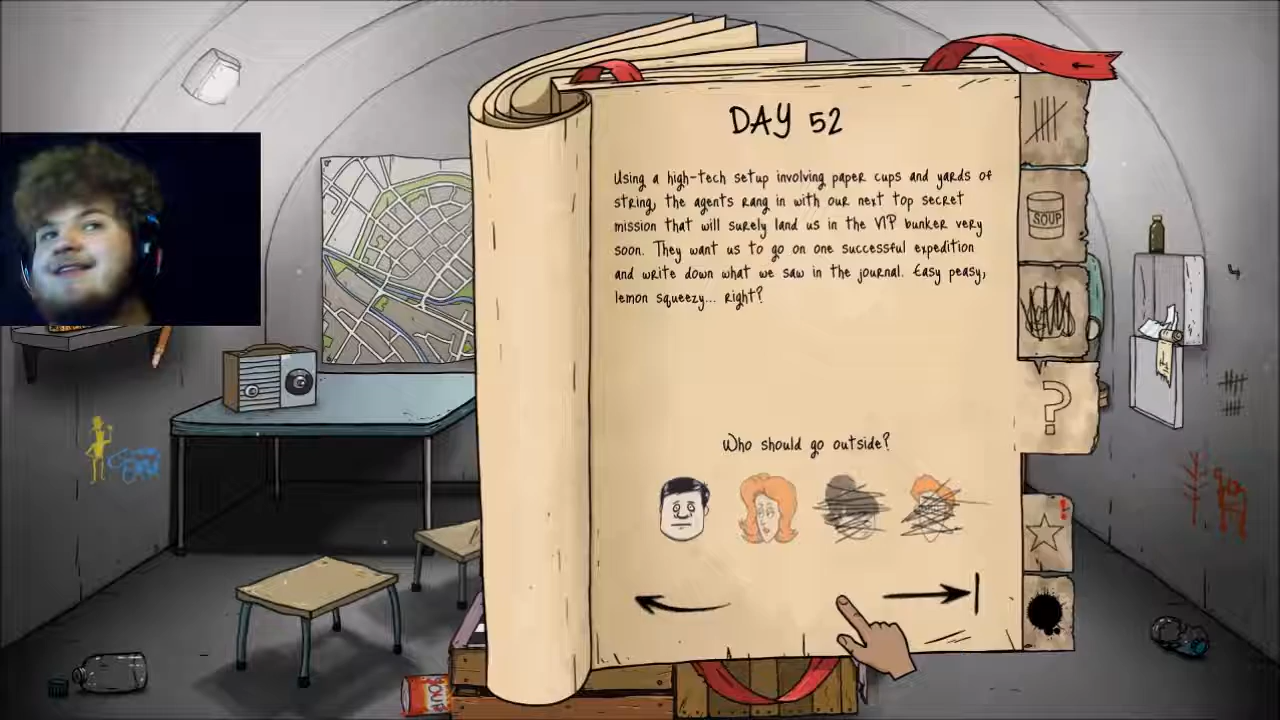 DAY 52
Using a high-tech setup involving paper cups and yards of
string, the agents rang in with our next top secret
mission that will surely land us in the VIP bunker very
soon. They want us to go on one successful expedition
and write down what we saw in the journal. Easy peasy,
lemon squeezy... right?
SOUP
Who should go outside?
!
SOUP